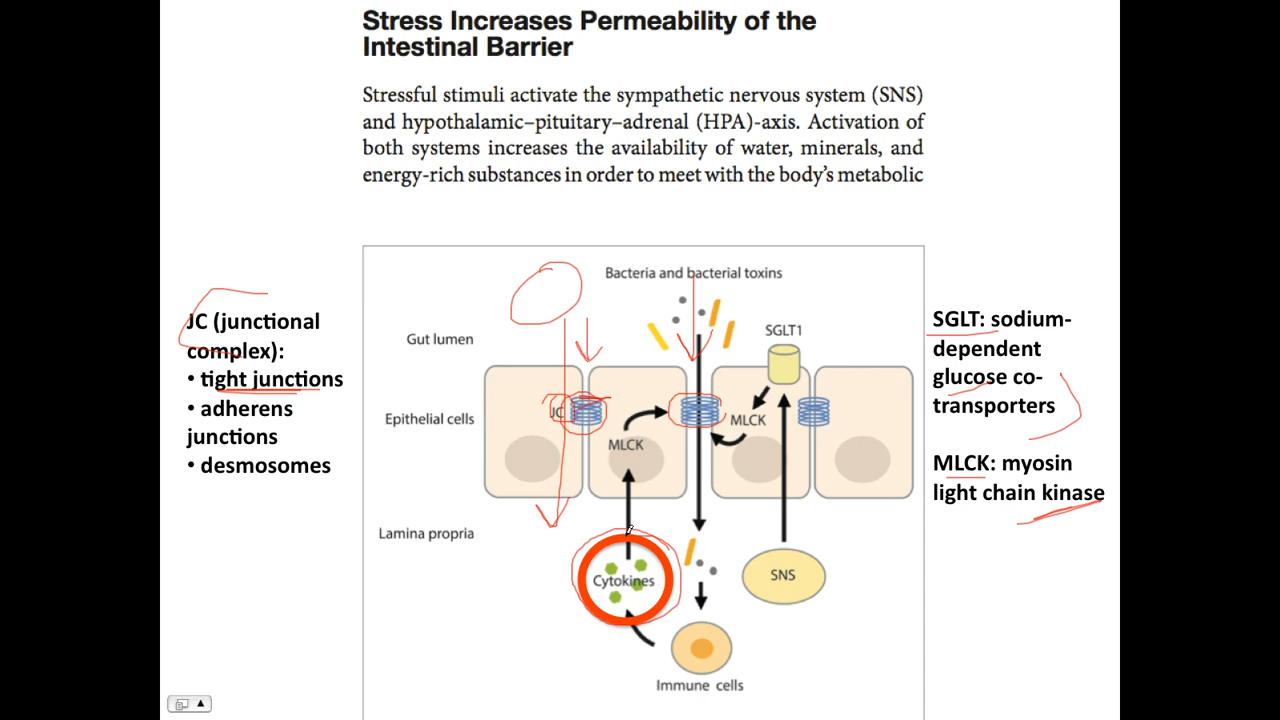 Stress Increases Permeability of the
Intestinal Barrier
Stressful stimuli activate the sympathetic nervous system (SNS)
and hypothalamic–pituitary–adrenal (HPA)-axis. Activation of
both systems increases the availability of water, minerals, and
energy-rich substances in order to meet with the body's metabolic
JC (junctional
complex):
• tight junctions
• adherens
junctions
• desmosomes
Bacteria and bacterial toxins
SGLT1
Gut lumen
JC
Epithelial cells
MLCK
MLCK
Lamina propria
Cytokines
SNS
Immune cells
SGLT: sodium-
dependent
glucose co-
transporters
MLCK: myosin
light chain kinase